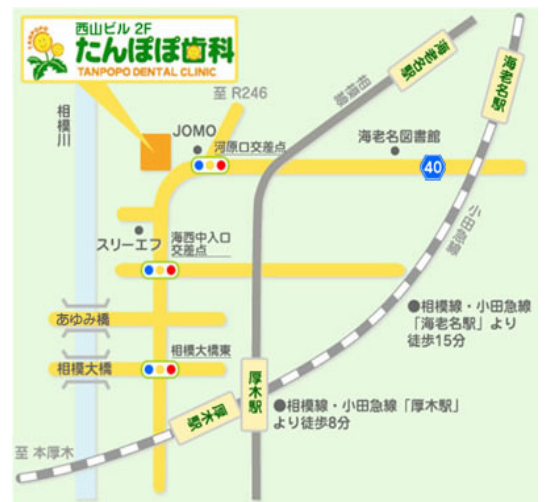 西山ビル 2F
たんぽぽ歯科
TANPOPO DENTAL CLINIC
至 R246
相模川
JOMO
河原口交差点
相模線
海老名駅
海老名駅
海老名図書館
40
小田急線
スリーエフ
海西中入口
交差点
あゆみ橋
相模大橋東
相模大橋
●相模線・小田急線
「海老名駅」より
徒歩15分
厚木駅
厚木駅
●相模線・小田急線「厚木駅」
より徒歩8分
至 本厚木